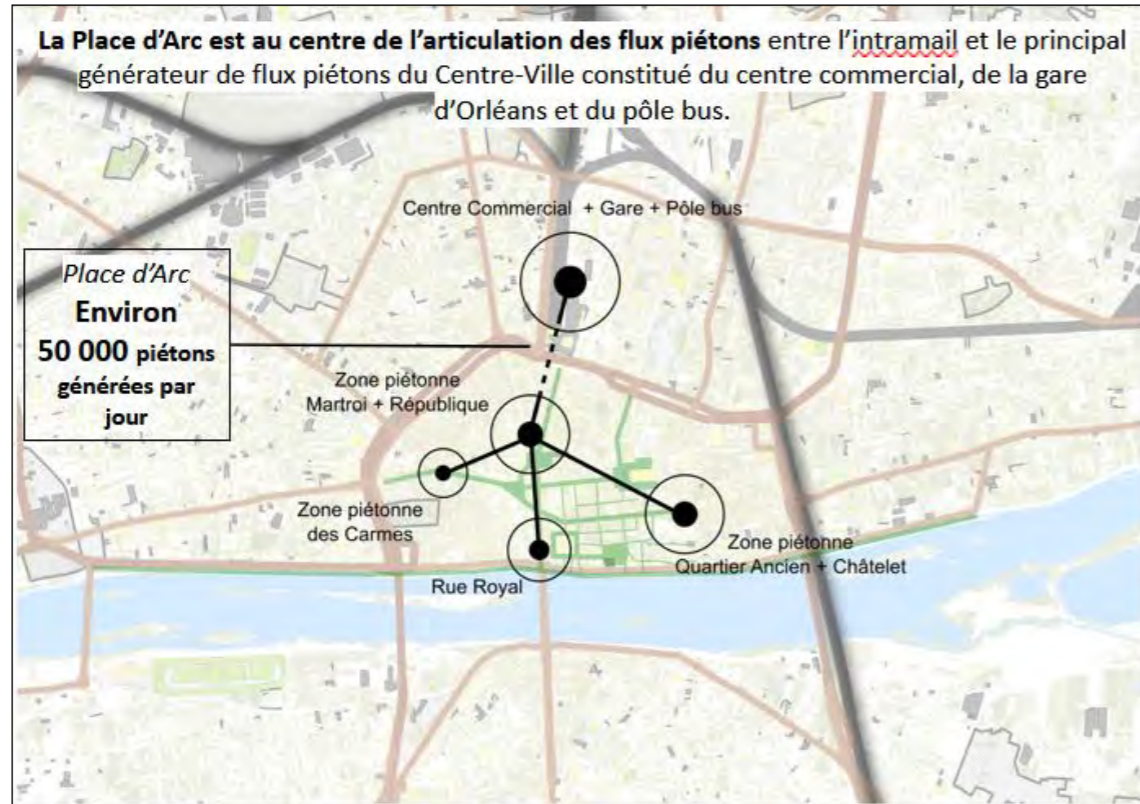 La Place d'Arc est au centre de l'articulation des flux piétons entre l'intramail et le principal
générateur de flux piétons du Centre-Ville constitué du centre commercial, de la gare
d'Orléans et du pôle bus.
Centre Commercial + Gare + Pôle bus
Place d'Arc
Environ
50 000 piétons
générées par
jour
Zone piétonne
Martroi + République
Zone piétonne
des Carmes
Zone piétonne
Quartier Ancien + Châtelet
Rue Royal